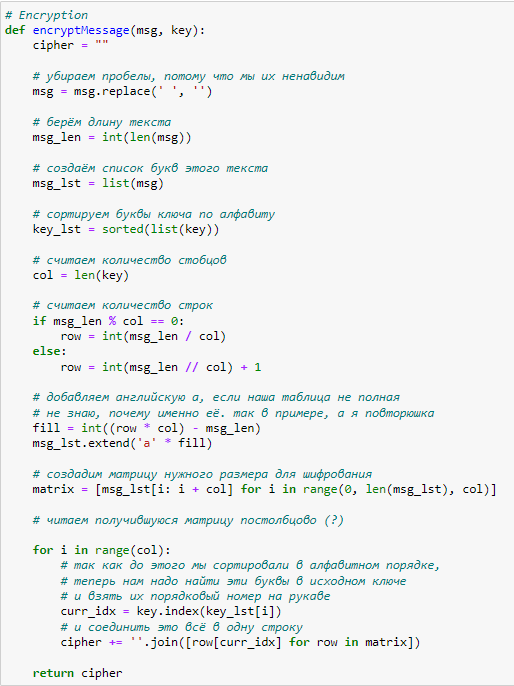 # Encryption
def encryptMessage(msg, key):
    cipher = ""

    # убираем пробелы, потому что мы их ненавидим
    msg = msg.replace(' ', '')

    # берём длину текста
    msg_len = int(len(msg))

    # создаём список букв этого текста
    msg_lst = list(msg)

    # сортируем буквы ключа по алфавиту
    key_lst = sorted(list(key))

    # считаем количество стобцов
    col = len(key)

    # считаем количество строк
    if msg_len % col == 0:
        row = int(msg_len / col)
    else:
        row = int(msg_len // col) + 1

    # добавляем английскую a, если наша таблица не полная
    # не знаю, почему именно её. так в примере, а я повторюшка
    fill = int((row * col) - msg_len)
    msg_lst.extend('a' * fill)

    # создадим матрицу нужного размера для шифрования
    matrix = [msg_lst[i: i + col] for i in range(0, len(msg_lst), col)]

    # читаем получившуюся матрицу постолбцово (?)

    for i in range(col):
        # так как до этого мы сортировали в алфавитном порядке,
        # теперь нам надо найти эти буквы в исходном ключе
        # и взять их порядковый номер на рукаве
        curr_idx = key.index(key_lst[i])
        # и соединить это всё в одну строку
        cipher += ''.join([row[curr_idx] for row in matrix])

    return cipher